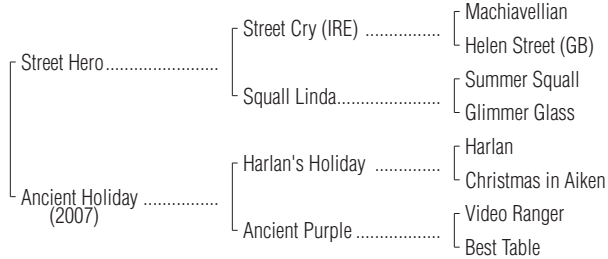 Machiavellian
Street Cry (IRE) .................
Helen Street (GB)
Street Hero.........................
Summer Squall
Squall Linda.......................
Glimmer Glass
Harlan
Harlan's Holiday ...............
Christmas in Aiken
Ancient Holiday .................
(2007)
Video Ranger
Ancient Purple ...................
Best Table